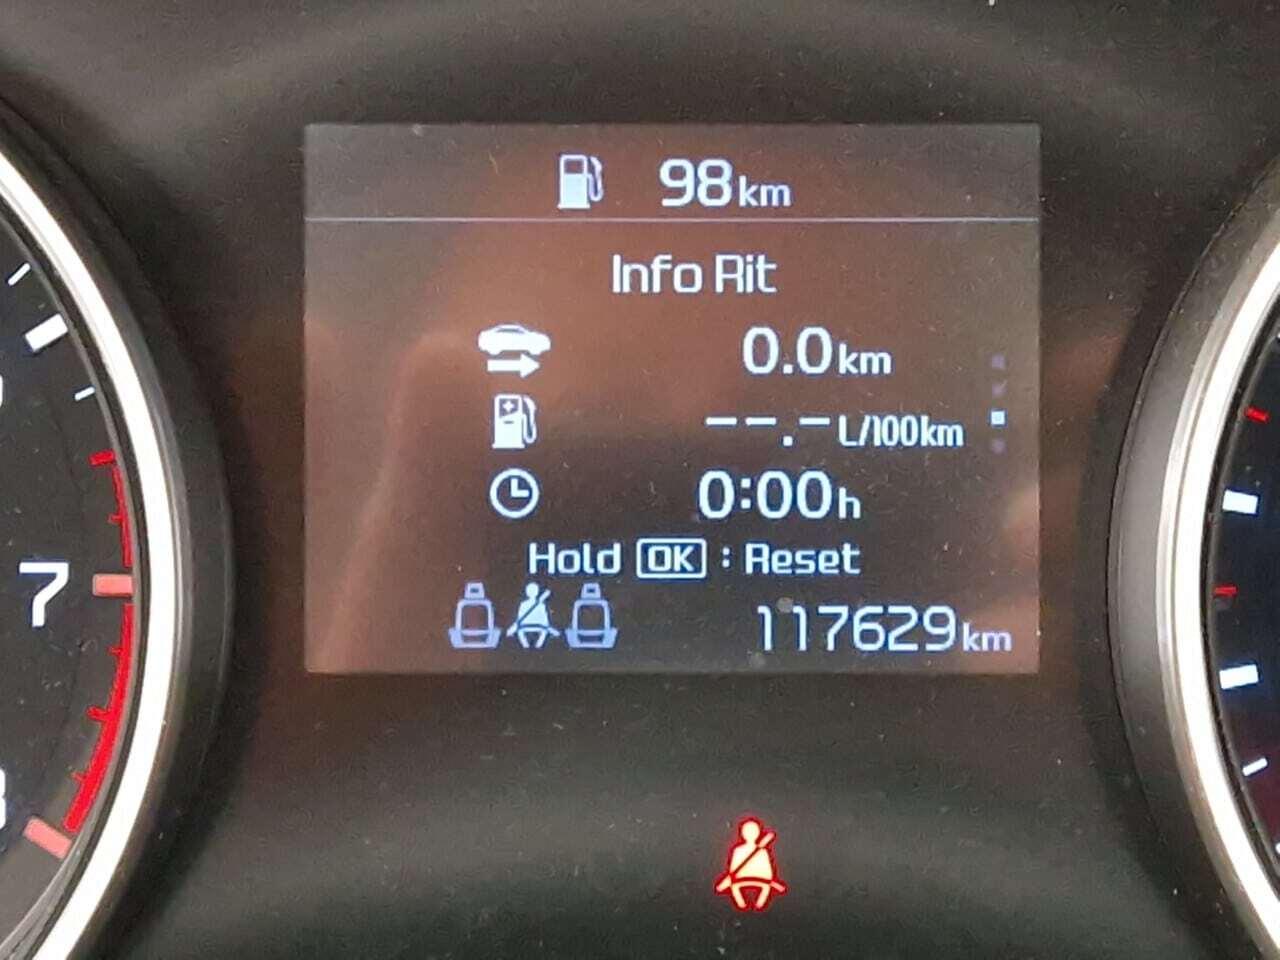 98km
Info Rit
0.0km
--.-L/100km
0:00h
Hold OK : Reset
117629km
7